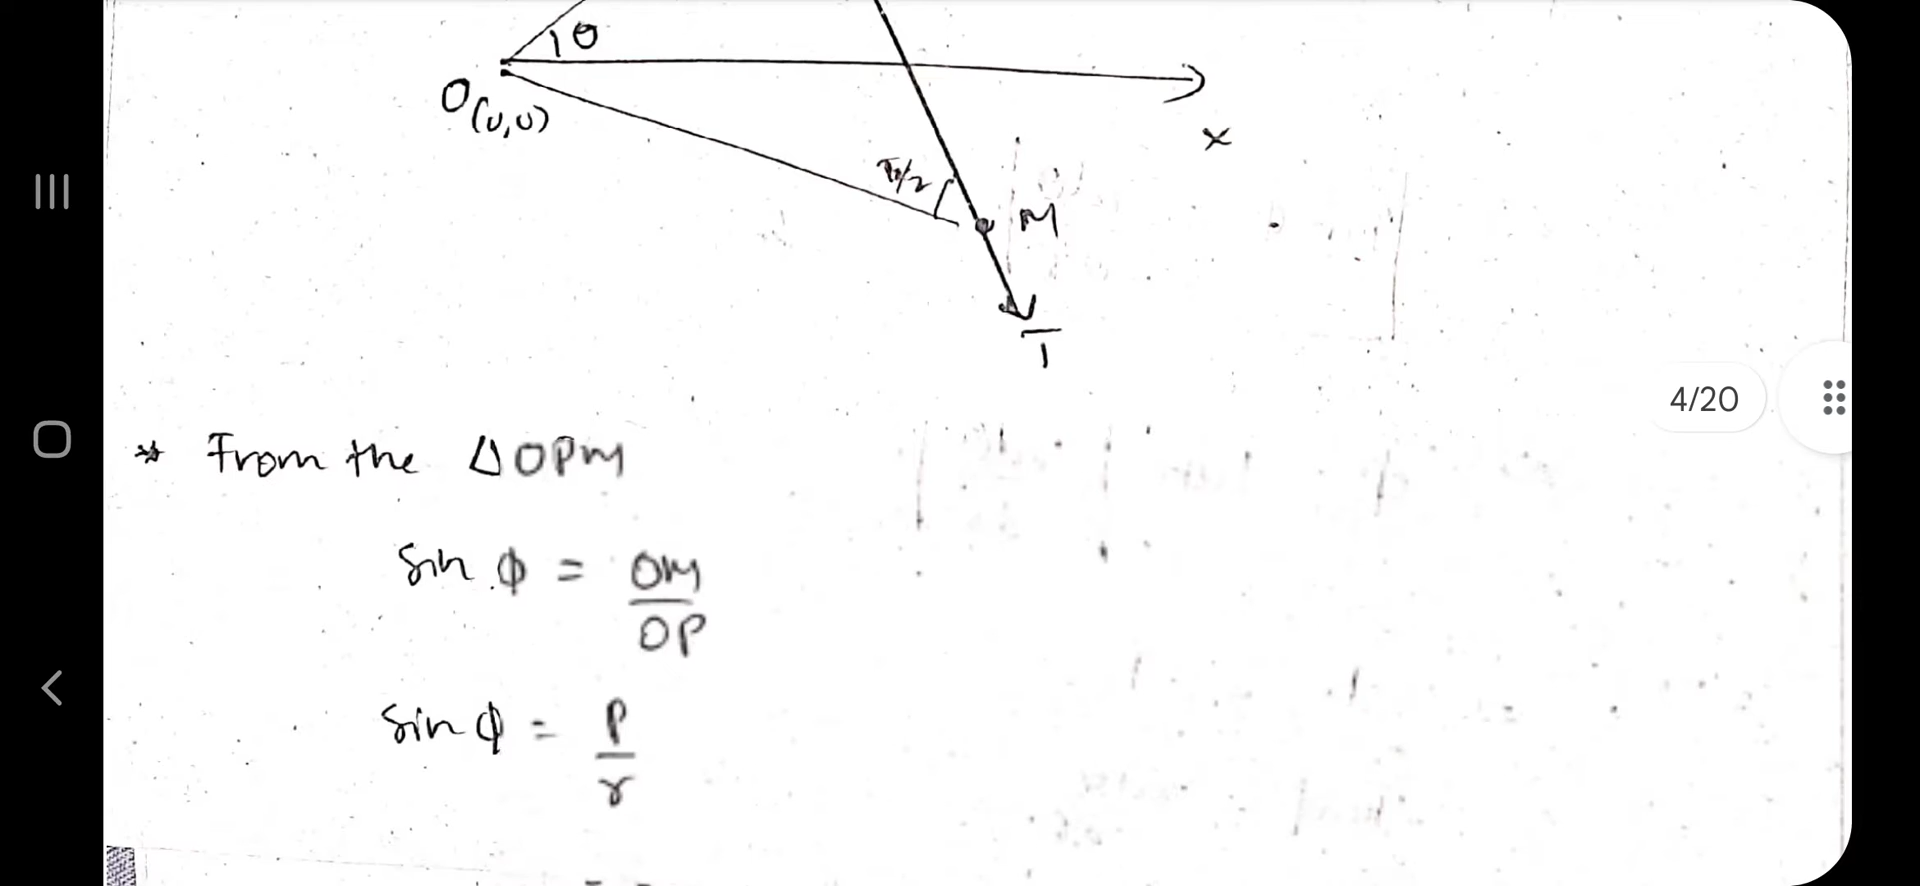 θ
O(0,0)
x
π/2
M
T
4/20
* From the ΔOPM
sin φ = OM
OP
sin φ = P
r